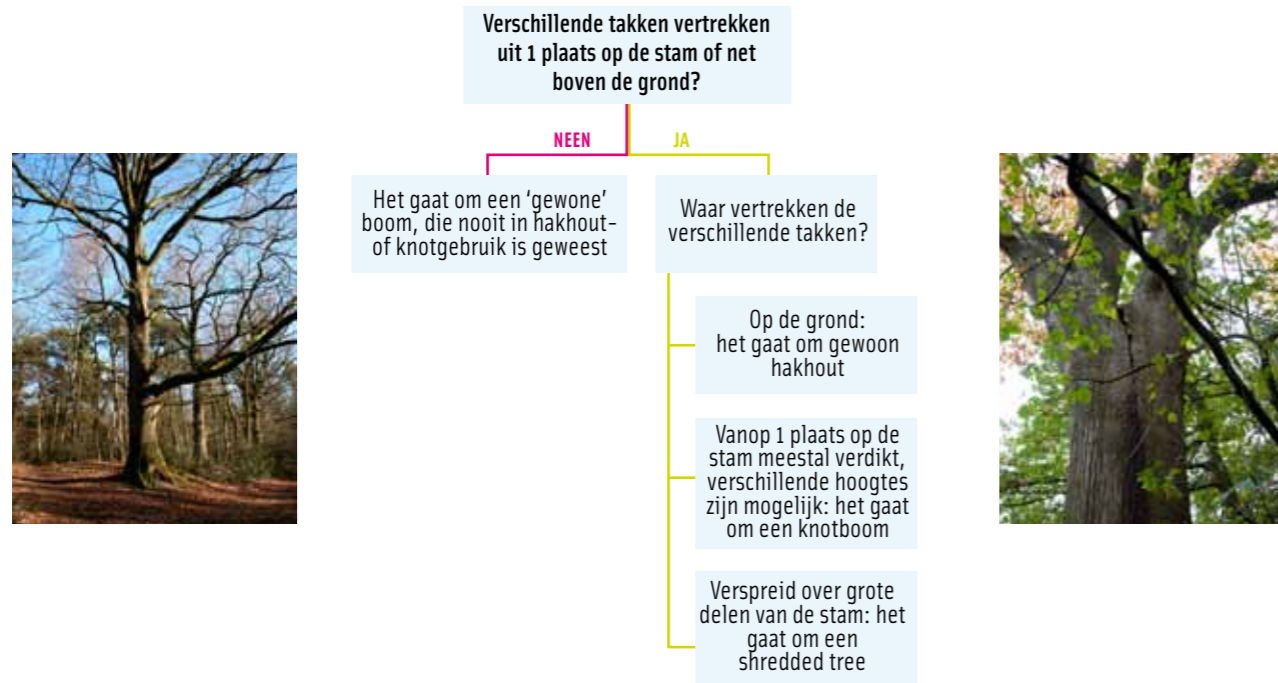 Verschillende takken vertrekken
uit 1 plaats op de stam of net
boven de grond?
NEEN
JA
Het gaat om een ‘gewone’
boom, die nooit in hakhout-
of knotgebruik is geweest
Waar vertrekken de
verschillende takken?
Op de grond:
het gaat om gewoon
hakhout
Vanop 1 plaats op de
stam meestal verdikt,
verschillende hoogtes
zijn mogelijk: het gaat
om een knotboom
Verspreid over grote
delen van de stam: het
gaat om een
shredded tree